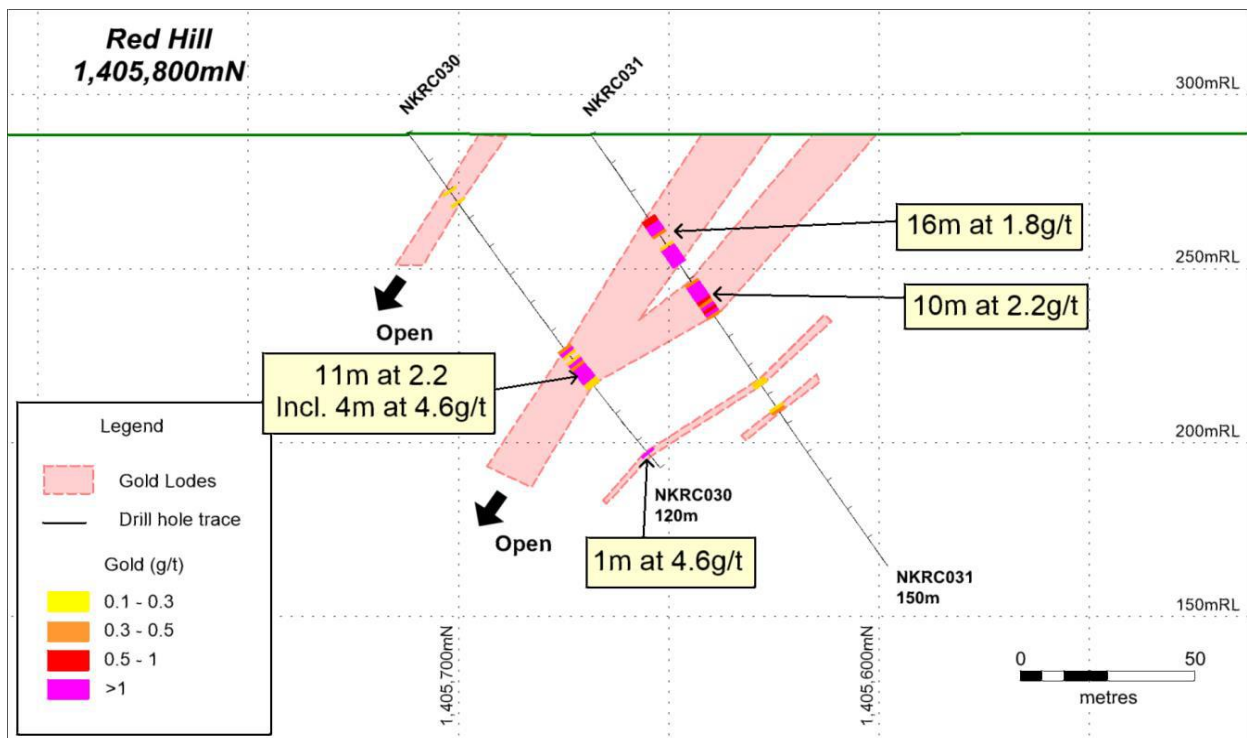 Red Hill
1,405,800mN
NKRC030
NKRC031
300mRL
16m at 1.8g/t
250mRL
10m at 2.2g/t
Open
11m at 2.2
Incl. 4m at 4.6g/t
200mRL
Legend
Gold Lodes
Drill hole trace
Gold (g/t)
0.1 - 0.3
0.3 - 0.5
0.5 - 1
>1
NKRC030
120m
Open
1m at 4.6g/t
NKRC031
150m
150mRL
1,405,700mN
1,405,600mN
0
50
metres